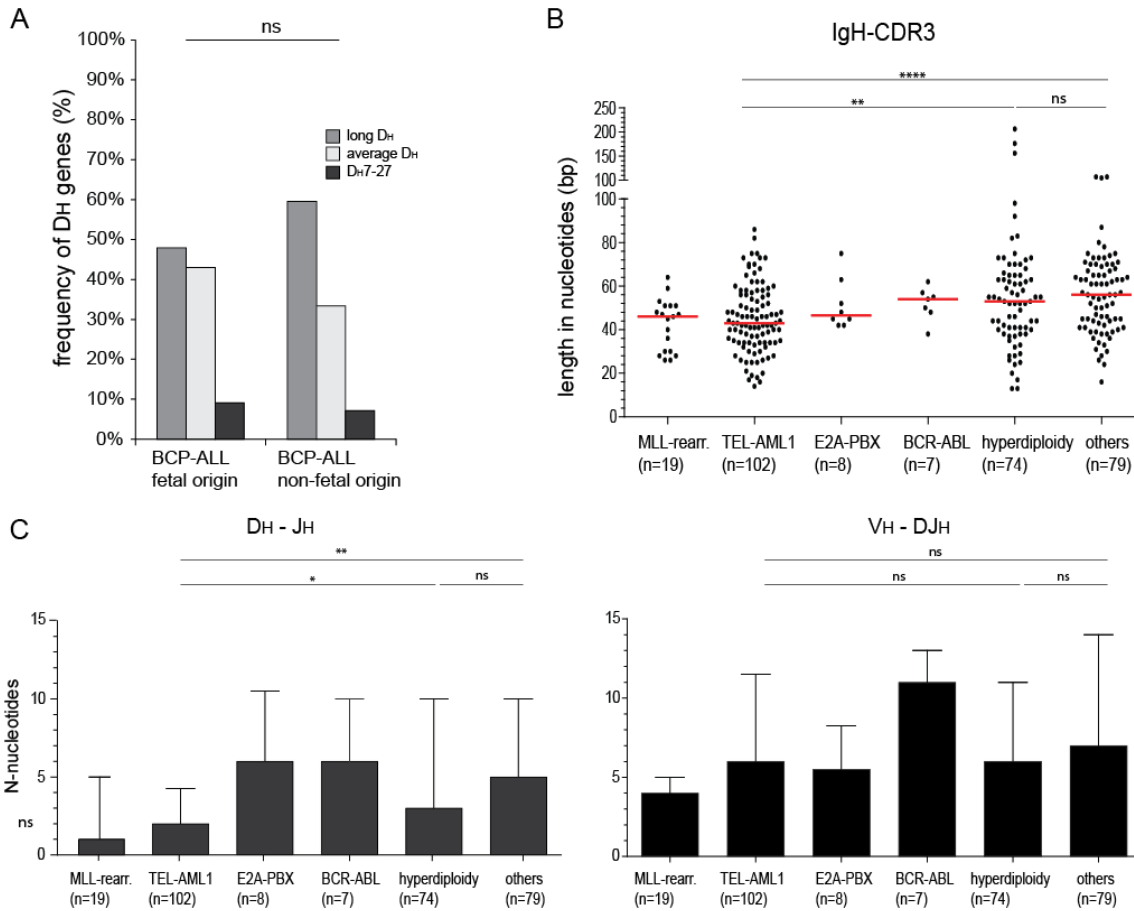 A
ns
100%
90%
80%
70%
60%
50%
40%
30%
20%
10%
0%
frequency of DH genes (%)
long DH
average DH
DH7-27
BCP-ALL
fetal origin
BCP-ALL
non-fetal origin
B
IgH-CDR3
****
**
ns
250
200
150
100
80
60
40
20
0
length in nucleotides (bp)
MLL-rearr.
(n=19)
TEL-AML1
(n=102)
E2A-PBX
(n=8)
BCR-ABL
(n=7)
hyperdiploidy
(n=74)
others
(n=79)
C
DH - JH
**
*
ns
15
10
5
0
N-nucleotides
ns
MLL-rearr.
(n=19)
TEL-AML1
(n=102)
E2A-PBX
(n=8)
BCR-ABL
(n=7)
hyperdiploidy
(n=74)
others
(n=79)
VH - DJH
ns
ns
ns
15
10
5
0
MLL-rearr.
(n=19)
TEL-AML1
(n=102)
E2A-PBX
(n=8)
BCR-ABL
(n=7)
hyperdiploidy
(n=74)
others
(n=79)